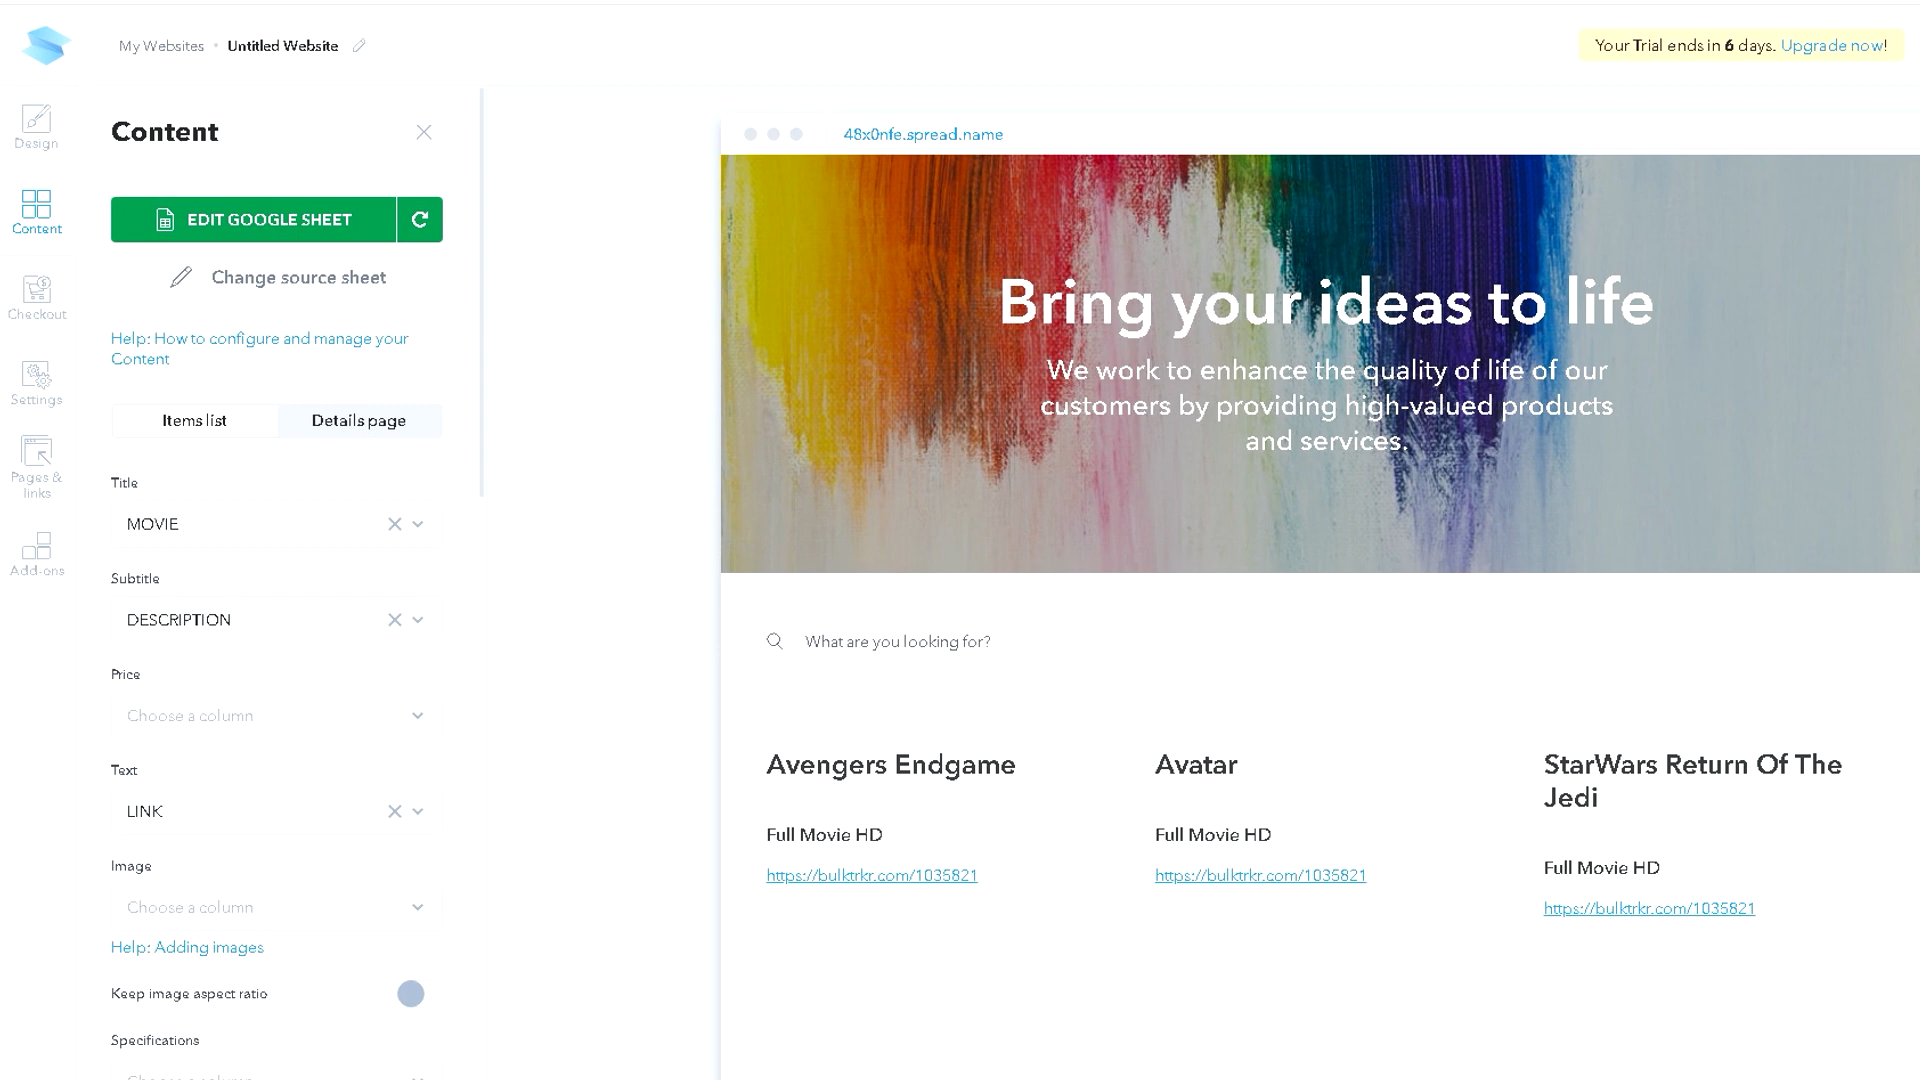 My Websites • Untitled Website
Your Trial ends in 6 days. Upgrade now!
Design
Content
Checkout
Settings
Pages &
links
Add-ons
Content
EDIT GOOGLE SHEET
Change source sheet
Help: How to configure and manage your
Content
Items list
Details page
Title
MOVIE
Subtitle
DESCRIPTION
Price
Choose a column
Text
LINK
Image
Choose a column
Help: Adding images
Keep image aspect ratio
Specifications
48x0nfe.spread.name
Bring your ideas to life
We work to enhance the quality of life of our
customers by providing high-valued products
and services.
What are you looking for?
Avengers Endgame
Full Movie HD
https://bulktrkr.com/1035821
Avatar
Full Movie HD
https://bulktrkr.com/1035821
StarWars Return Of The
Jedi
Full Movie HD
https://bulktrkr.com/1035821